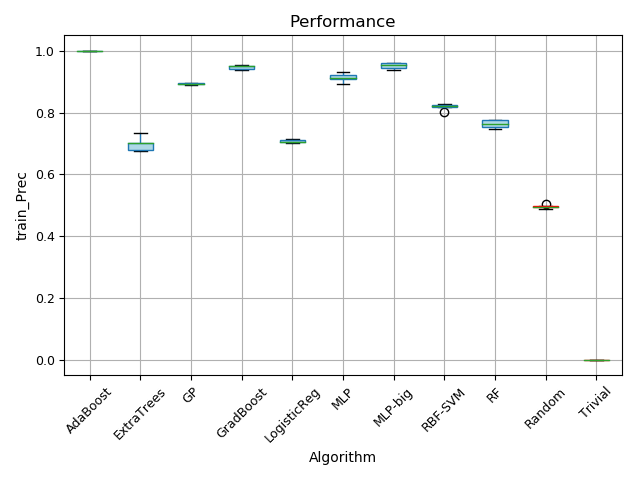 Performance
train_Prec
1.0
0.8
0.6
0.4
0.2
0.0
AdaBoost
ExtraTrees
GP
GradBoost
LogisticReg
MLP
MLP-big
RBF-SVM
RF
Random
Trivial
Algorithm